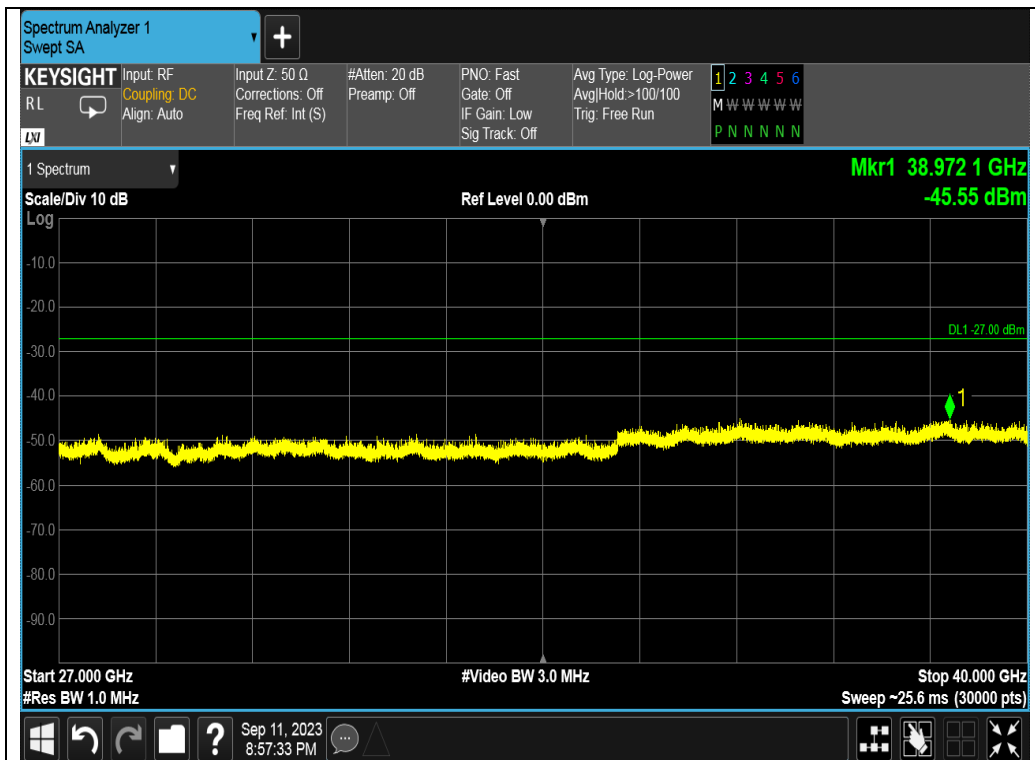 Spectrum Analyzer 1
Swept SA
+
KEYSIGHT
RL
LXI
Input: RF
Coupling: DC
Align: Auto
Input Z: 50 Ω
Corrections: Off
Freq Ref: Int (S)
#Atten: 20 dB
Preamp: Off
PNO: Fast
Gate: Off
IF Gain: Low
Sig Track: Off
Avg Type: Log-Power
Avg|Hold:>100/100
Trig: Free Run
1 2 3 4 5 6
M W W W W W
P N N N N N
1 Spectrum
Mkr1 38.972 1 GHz
Scale/Div 10 dB
Ref Level 0.00 dBm
-45.55 dBm
Log
-10.0
-20.0
DL1 -27.00 dBm
-30.0
-40.0
1
-50.0
-60.0
-70.0
-80.0
-90.0
Start 27.000 GHz
#Video BW 3.0 MHz
Stop 40.000 GHz
#Res BW 1.0 MHz
Sweep ~25.6 ms (30000 pts)
?
Sep 11, 2023
8:57:33 PM